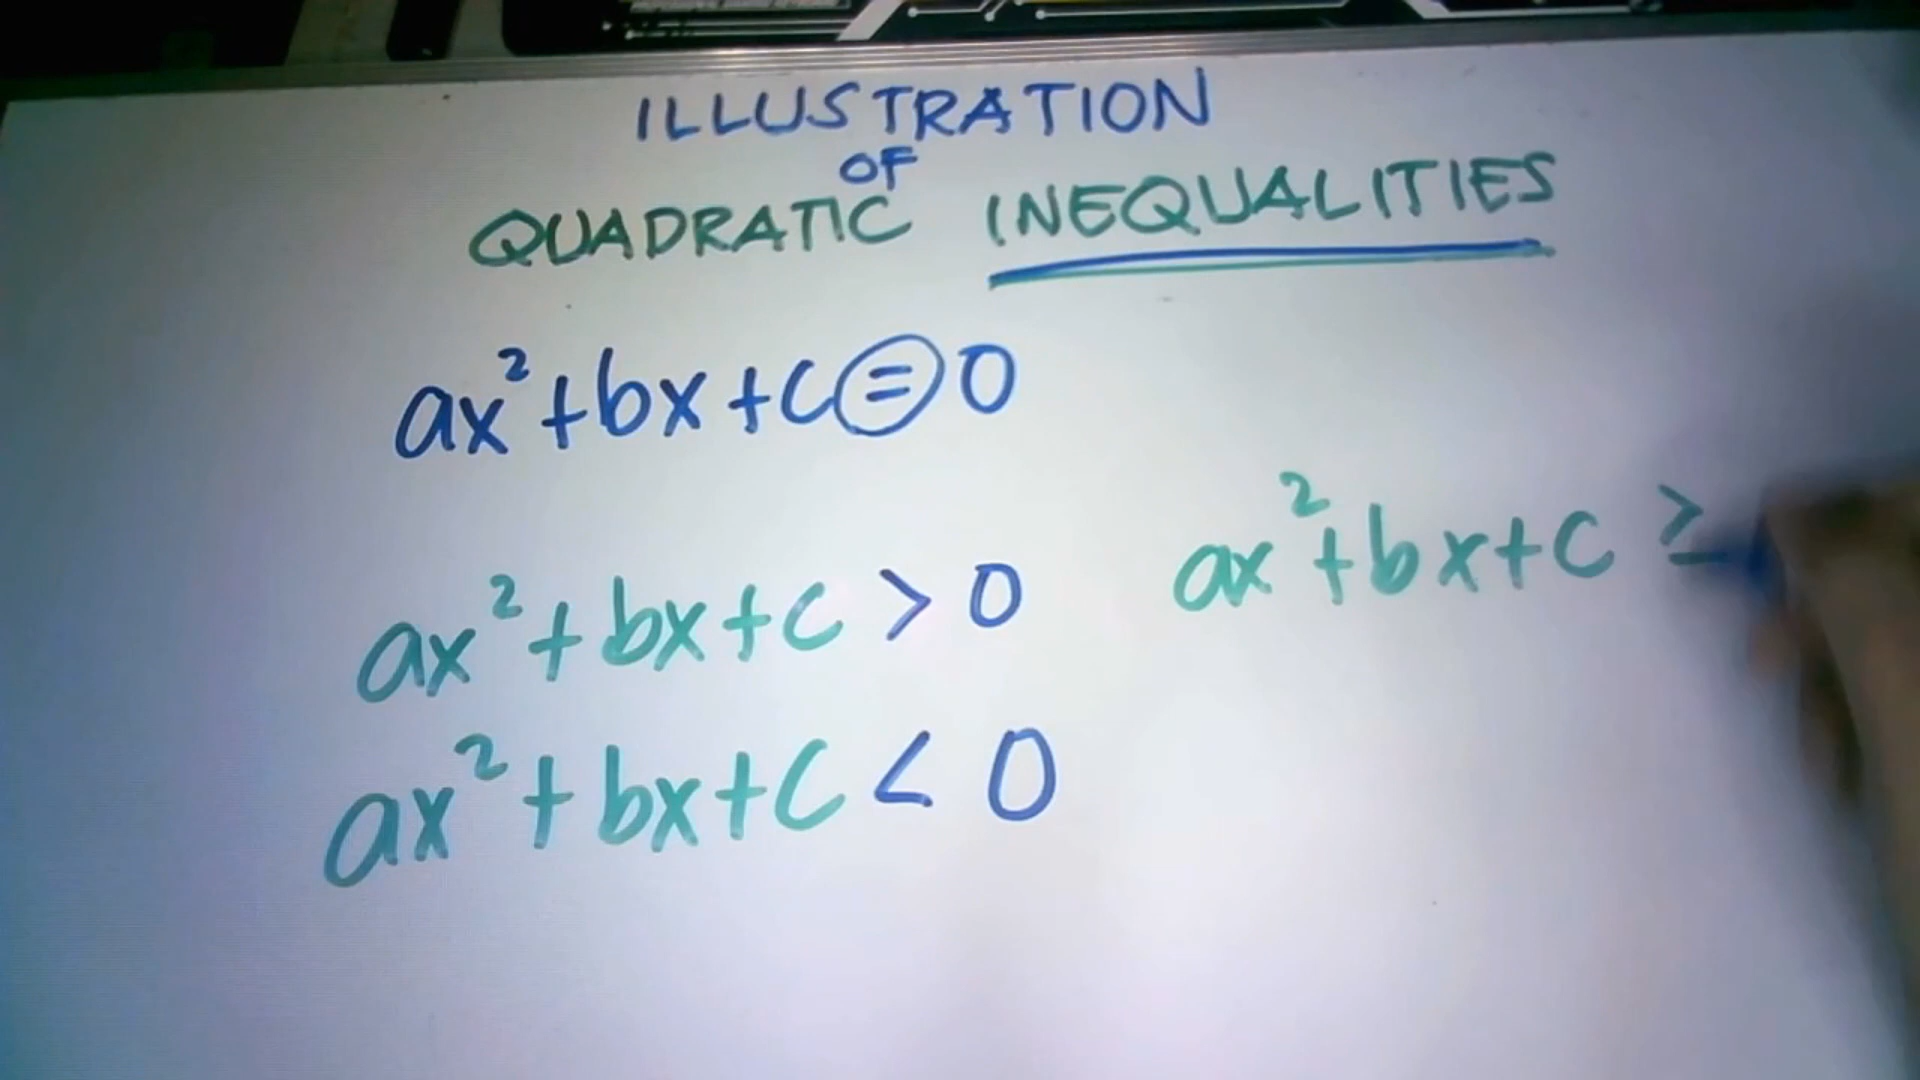 ILLUSTRATION
OF
QUADRATIC INEQUALITIES
ax² + bx + c = 0
ax² + bx + c > 0
ax² + bx + c < 0
ax² + bx + c ≥